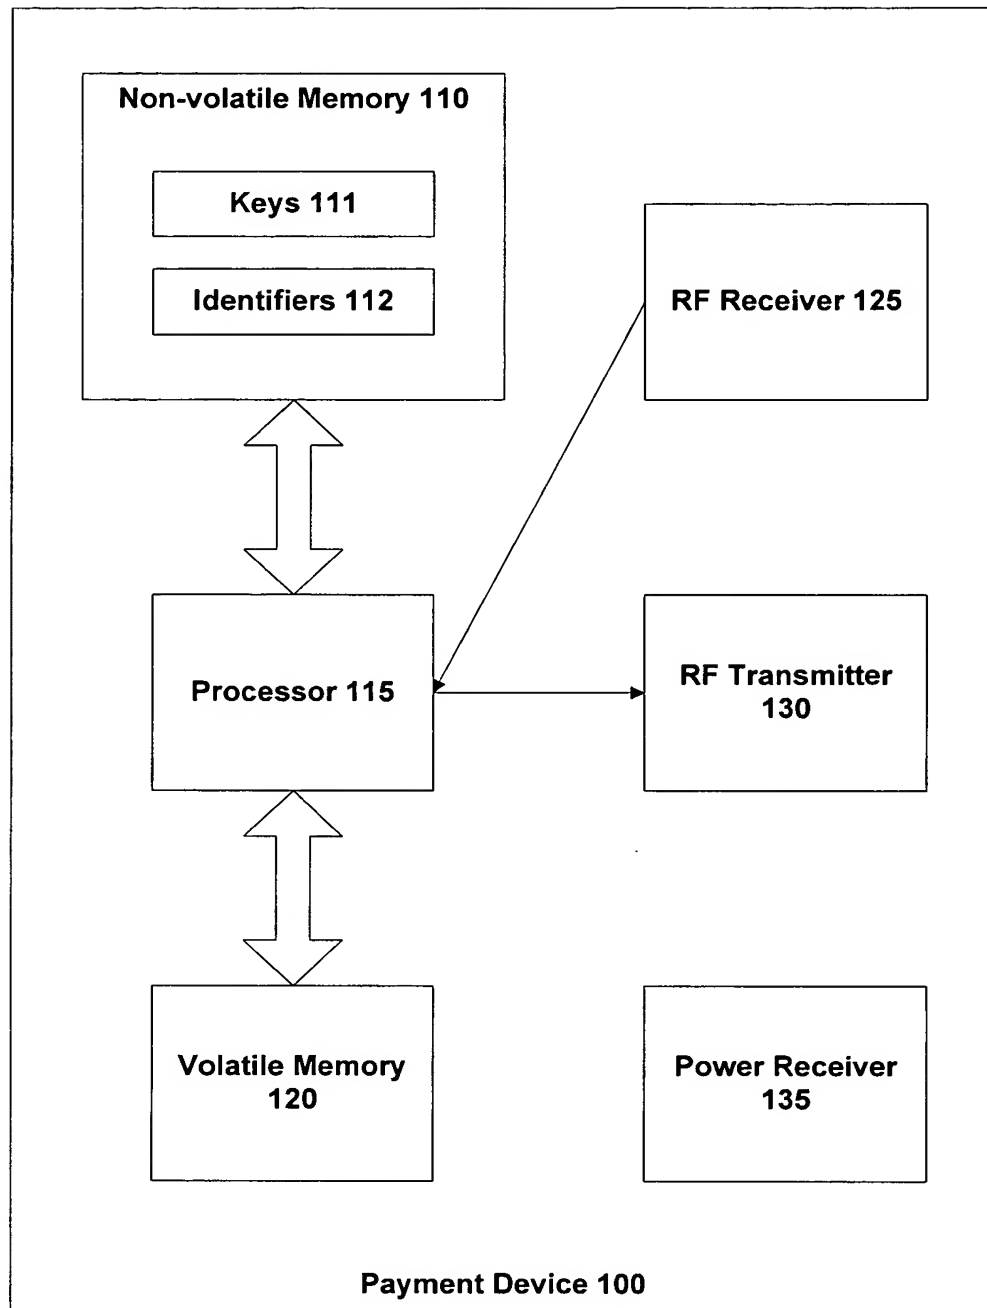 Non-volatile Memory 110
Keys 111
Identifiers 112
RF Receiver 125
Processor 115
RF Transmitter
130
Volatile Memory
120
Power Receiver
135
Payment Device 100